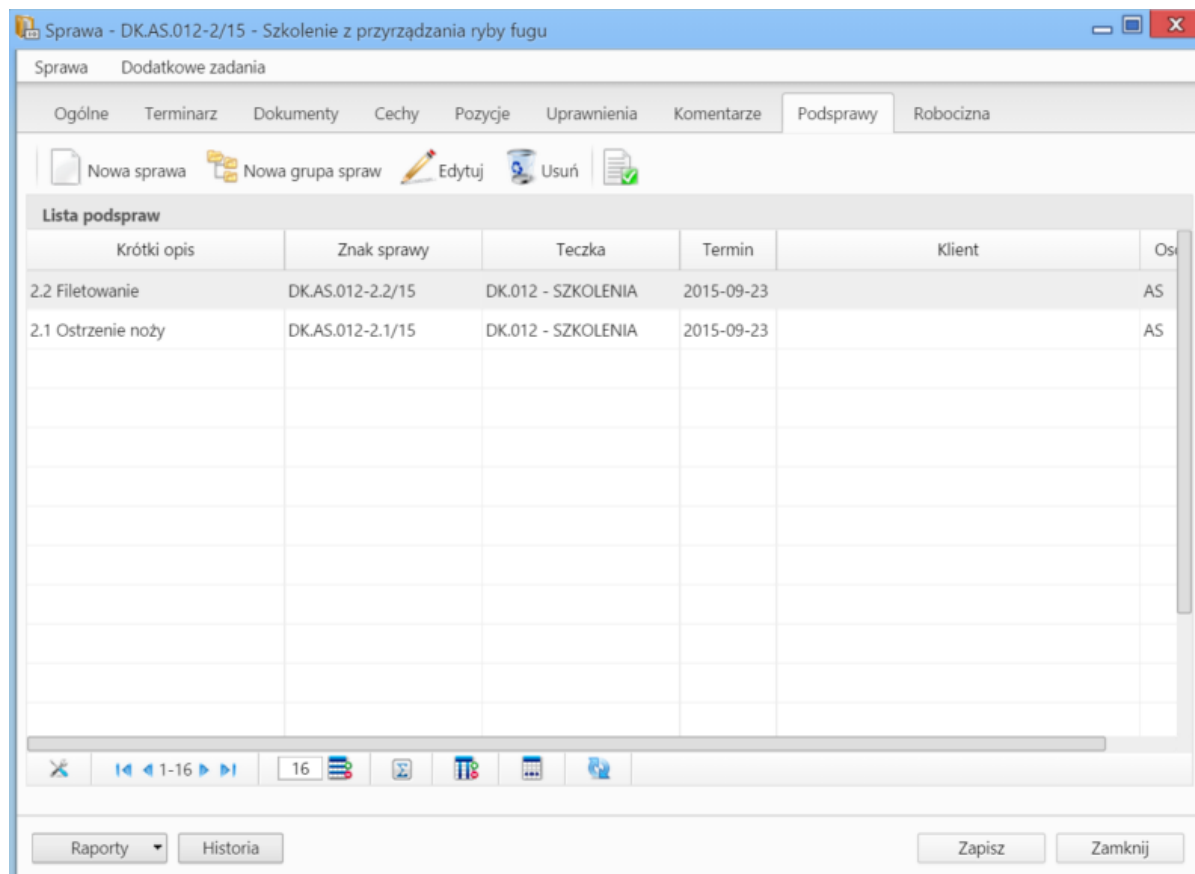 Sprawa - DK.AS.012-2/15 - Szkolenie z przyrządzania ryby fugu
Sprawa Dodatkowe zadania
Ogólne Terminarz Dokumenty Cechy Pozycje Uprawnienia Komentarze Podsprawy Robocizna
Nowa sprawa Nowa grupa spraw Edytuj Usuń
Lista podspraw
Krótki opis Znak sprawy Teczka Termin Klient Oso
2.2 Filetowanie DK.AS.012-2.2/15 DK.012 - SZKOLENIA 2015-09-23 AS
2.1 Ostrzenie noży DK.AS.012-2.1/15 DK.012 - SZKOLENIA 2015-09-23 AS
1-16 16
Raporty Historia Zapisz Zamknij